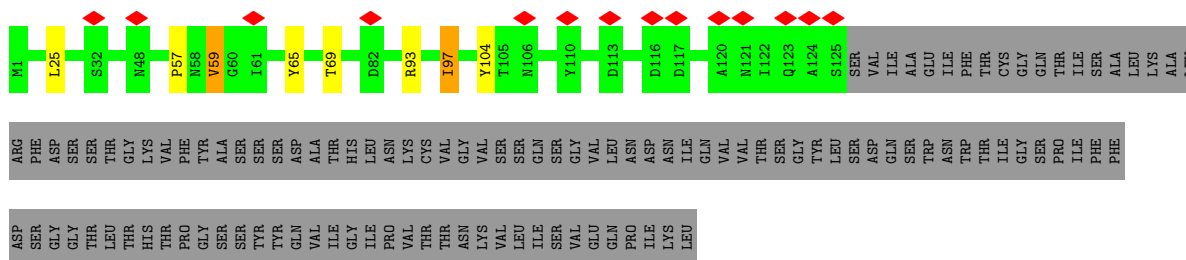 M1 L25 S32 N48 P57 N58 V59 G60 I61 Y65 T69 D82 R93 I97 Y104 T105 N106 Y110 D113 D116 D117 A120 N121 I122 Q123 A124 S125 SER VAL ILE ALA GLU ILE PHE THR CYS GLY GLN THR ILE SER ALA LEU LYS ALA
ARG PHE ASP SER SER THR GLY LYS VAL PHE TYR ALA SER SER SER ASP ALA THR HIS LEU ASN LYS CYS VAL GLY VAL SER SER GLN SER GLY VAL LEU ASN ASP ASN ILE GLN VAL VAL THR SER GLY TYR LEU SER ASP GLN SER TRP ASN TRP THR ILE GLY SER PRO ILE PHE PHE
ASP SER GLY GLY THR LEU THR HIS THR PRO GLY SER SER TYR TYR GLN VAL ILE GLY ILE PRO VAL THR THR ASN LYS VAL LEU ILE SER VAL GLU GLN PRO ILE LYS LEU